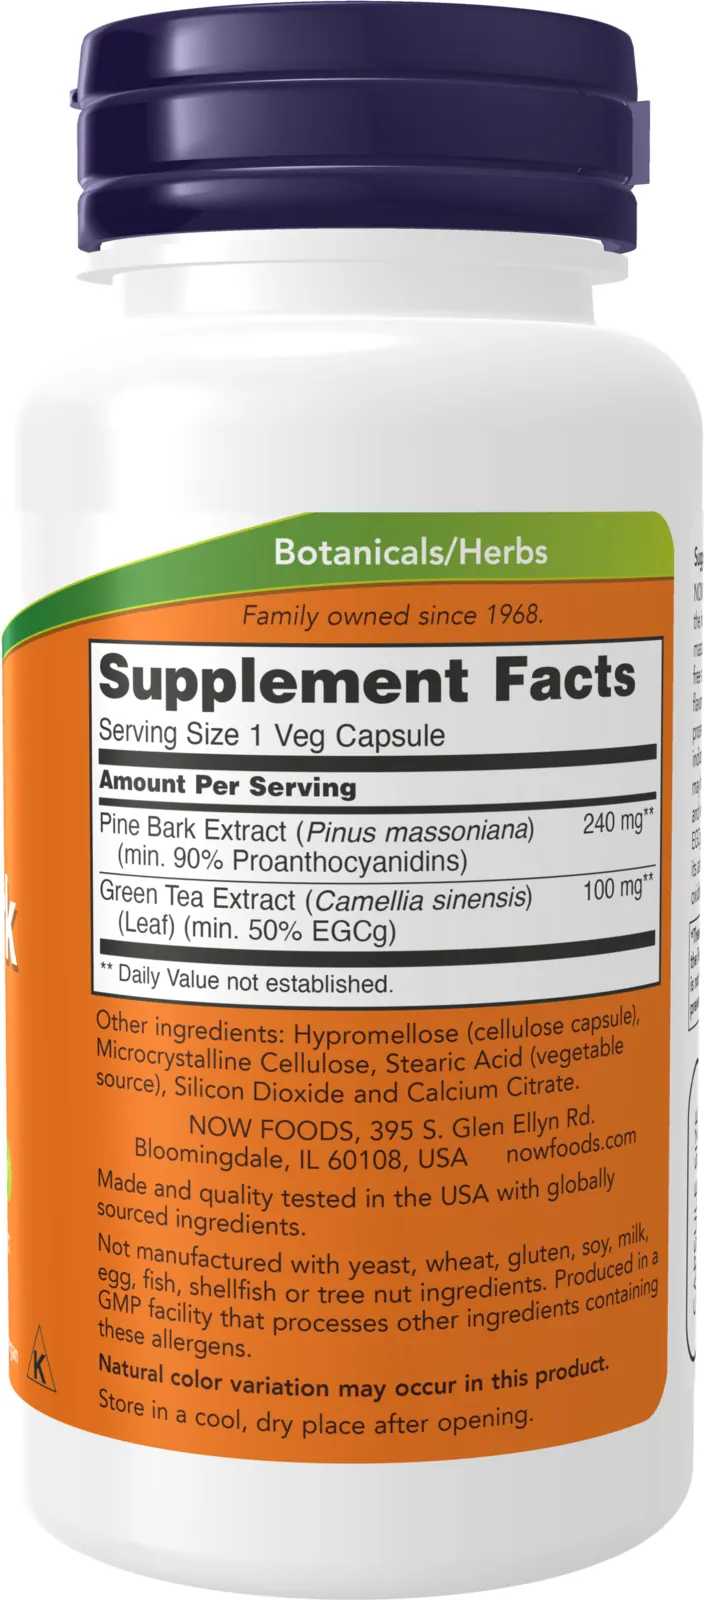 Botanicals/Herbs
Family owned since 1968.
Supplement Facts
Serving Size 1 Veg Capsule
Amount Per Serving
Pine Bark Extract (Pinus massoniana) 240 mg**
(min. 90% Proanthocyanidins)
Green Tea Extract (Camellia sinensis) 100 mg**
(Leaf) (min. 50% EGCg)
** Daily Value not established.
Other ingredients: Hypromellose (cellulose capsule),
Microcrystalline Cellulose, Stearic Acid (vegetable
source), Silicon Dioxide and Calcium Citrate.
NOW FOODS, 395 S. Glen Ellyn Rd.
Bloomingdale, IL 60108, USA nowfoods.com
Made and quality tested in the USA with globally
sourced ingredients.
Not manufactured with yeast, wheat, gluten, soy, milk,
egg, fish, shellfish or tree nut ingredients. Produced in a
GMP facility that processes other ingredients containing
these allergens.
Natural color variation may occur in this product.
Store in a cool, dry place after opening.
K
CAPSULE SIZE